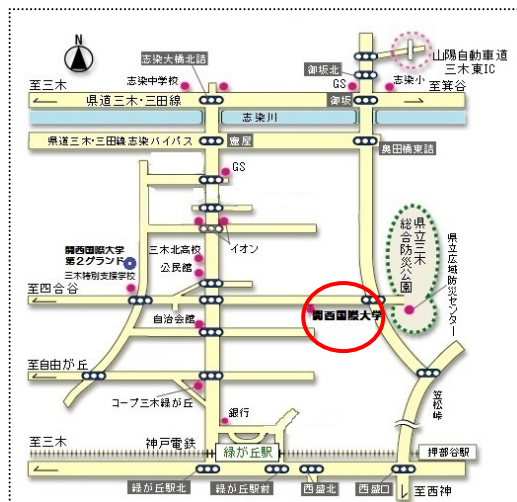 N
山陽自動車道
三木東IC
志染大橋北詰
御坂北
志染中学校
GS
志染小
至三木
至箕谷
県道三木・三田線
御坂
志染川
県道三木・三田線志染バイパス
窟屋
奥田橋東詰
GS
県立三木
総合防災公園
県立広域防災センター
イオン
三木北高校
公民館
関西国際大学
第2グランド
三木特別支援学校
至四合谷
関西国際大学
自治会館
至自由が丘
笠松峠
コープ三木緑が丘
銀行
至三木
神戸電鉄
緑が丘駅
押部谷駅
緑が丘駅北
緑が丘駅前
西盛北
西盛口
至西神